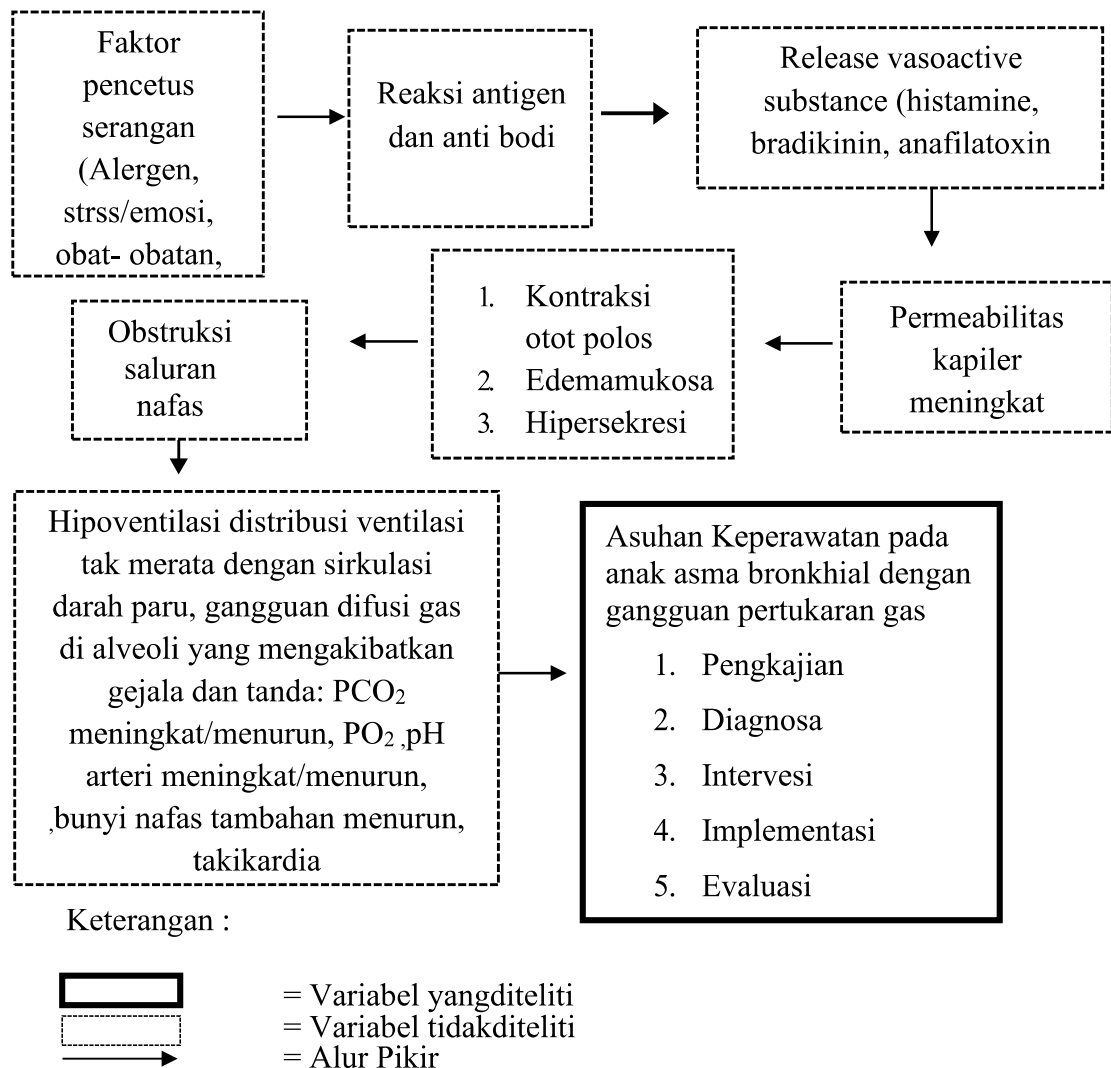 Faktor
pencetus
serangan
(Alergen,
strss/emosi,
obat- obatan,
Reaksi antigen
dan anti bodi
Release vasoactive
substance (histamine,
bradikinin, anafilatoxin
Permeabilitas
kapiler
meningkat
1. Kontraksi
otot polos
2. Edemamukosa
3. Hipersekresi
Obstruksi
saluran
nafas
Hipoventilasi distribusi ventilasi
tak merata dengan sirkulasi
darah paru, gangguan difusi gas
di alveoli yang mengakibatkan
gejala dan tanda: PCO₂
meningkat/menurun, PO₂ ,pH
arteri meningkat/menurun,
,bunyi nafas tambahan menurun,
takikardia
Asuhan Keperawatan pada
anak asma bronkhial dengan
gangguan pertukaran gas
1. Pengkajian
2. Diagnosa
3. Intervesi
4. Implementasi
5. Evaluasi
Keterangan :
= Variabel yangditeliti
= Variabel tidakditeliti
= Alur Pikir